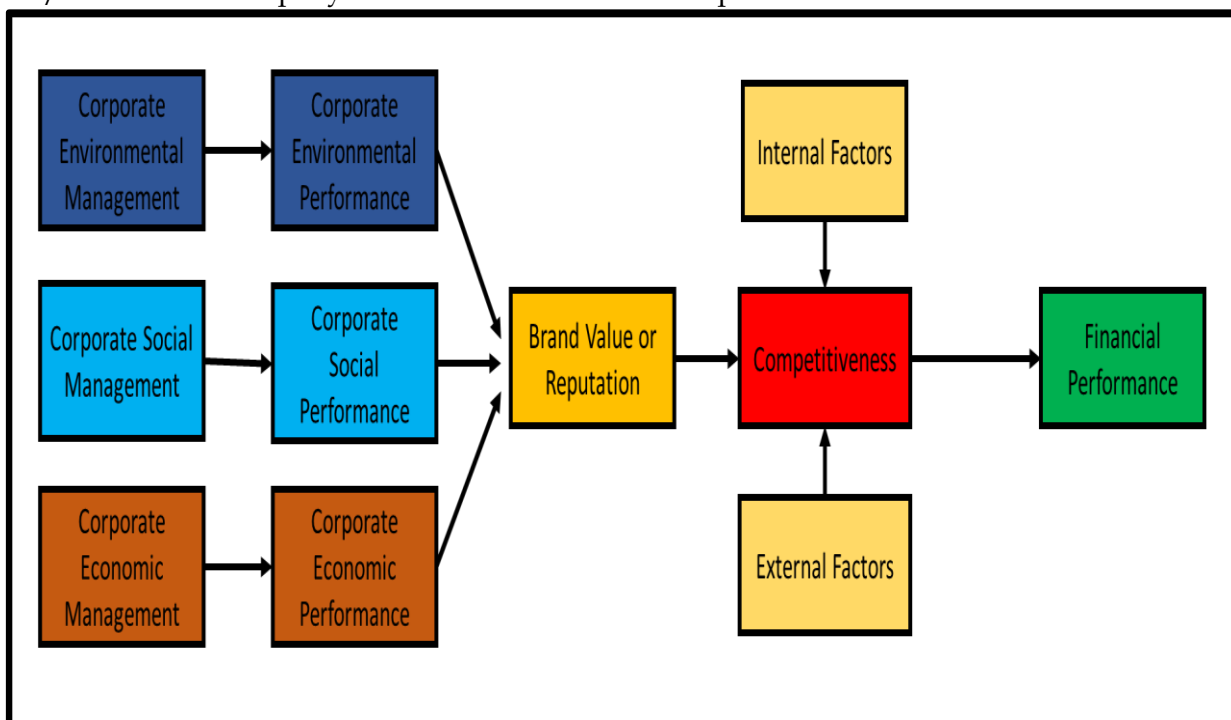 Corporate
Environmental
Management
Corporate
Environmental
Performance
Internal Factors
Corporate Social
Management
Corporate
Social
Performance
Brand Value or
Reputation
Competitiveness
Financial
Performance
Corporate
Economic
Management
Corporate
Economic
Performance
External Factors